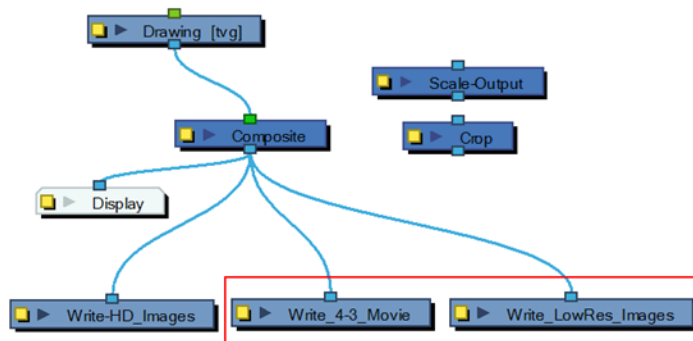 Drawing [tvg]
Scale-Output
Composite
Crop
Display
Write-HD_Images
Write_4-3_Movie
Write_LowRes_Images